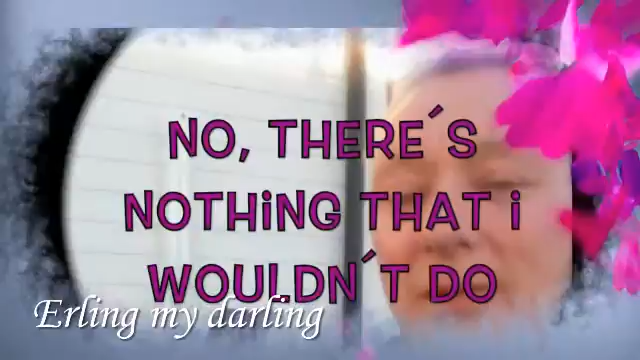 NO, THERE´S
NOTHiNG THAT i
WOULDN´T DO
Erling my darling